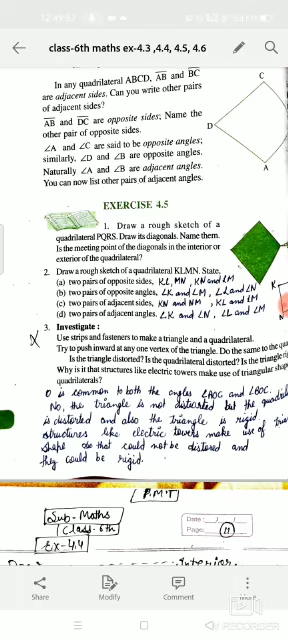 12:49:57
class-6th maths ex-4.3 ,4.4, 4.5, 4.6
In any quadrilateral ABCD, AB and BC
are adjacent sides. Can you write other pairs
of adjacent sides?
AB and DC are opposite sides; Name the
other pair of opposite sides.
∠A and ∠C are said to be opposite angles;
similarly, ∠D and ∠B are opposite angles.
Naturally ∠A and ∠B are adjacent angles.
You can now list other pairs of adjacent angles.
C
D
A
EXERCISE 4.5
1. Draw a rough sketch of a
quadrilateral PQRS. Draw its diagonals. Name them.
Is the meeting point of the diagonals in the interior or
exterior of the quadrilateral?
2. Draw a rough sketch of a quadrilateral KLMN. State,
(a) two pairs of opposite sides, KL, MN, KN and LM
(b) two pairs of opposite angles, ∠K and ∠M, ∠L and ∠N
(c) two pairs of adjacent sides, KN and NM, KL and LM
(d) two pairs of adjacent angles. ∠K and ∠N, ∠L and ∠M
K
N
3. Investigate :
Use strips and fasteners to make a triangle and a quadrilateral.
Try to push inward at any one vertex of the triangle. Do the same to the
Is the triangle distorted? Is the quadrilateral distorted? Is the triangle
Why is it that structures like electric towers make use of triangular
quadrilaterals?
O is common to both the angles ∠AOC and ∠BOC.
No, the triangle is not distorted but the
is distorted and also the triangle is rigid
structures like electric towers make use of
shape so that could not be distored and
they could be rigid.
P.M.T
Sub- Maths
Class- 6th
Ex-4.4
Date : / /
Page: 11
Interior
Share
Modify
Comment
RECORDER